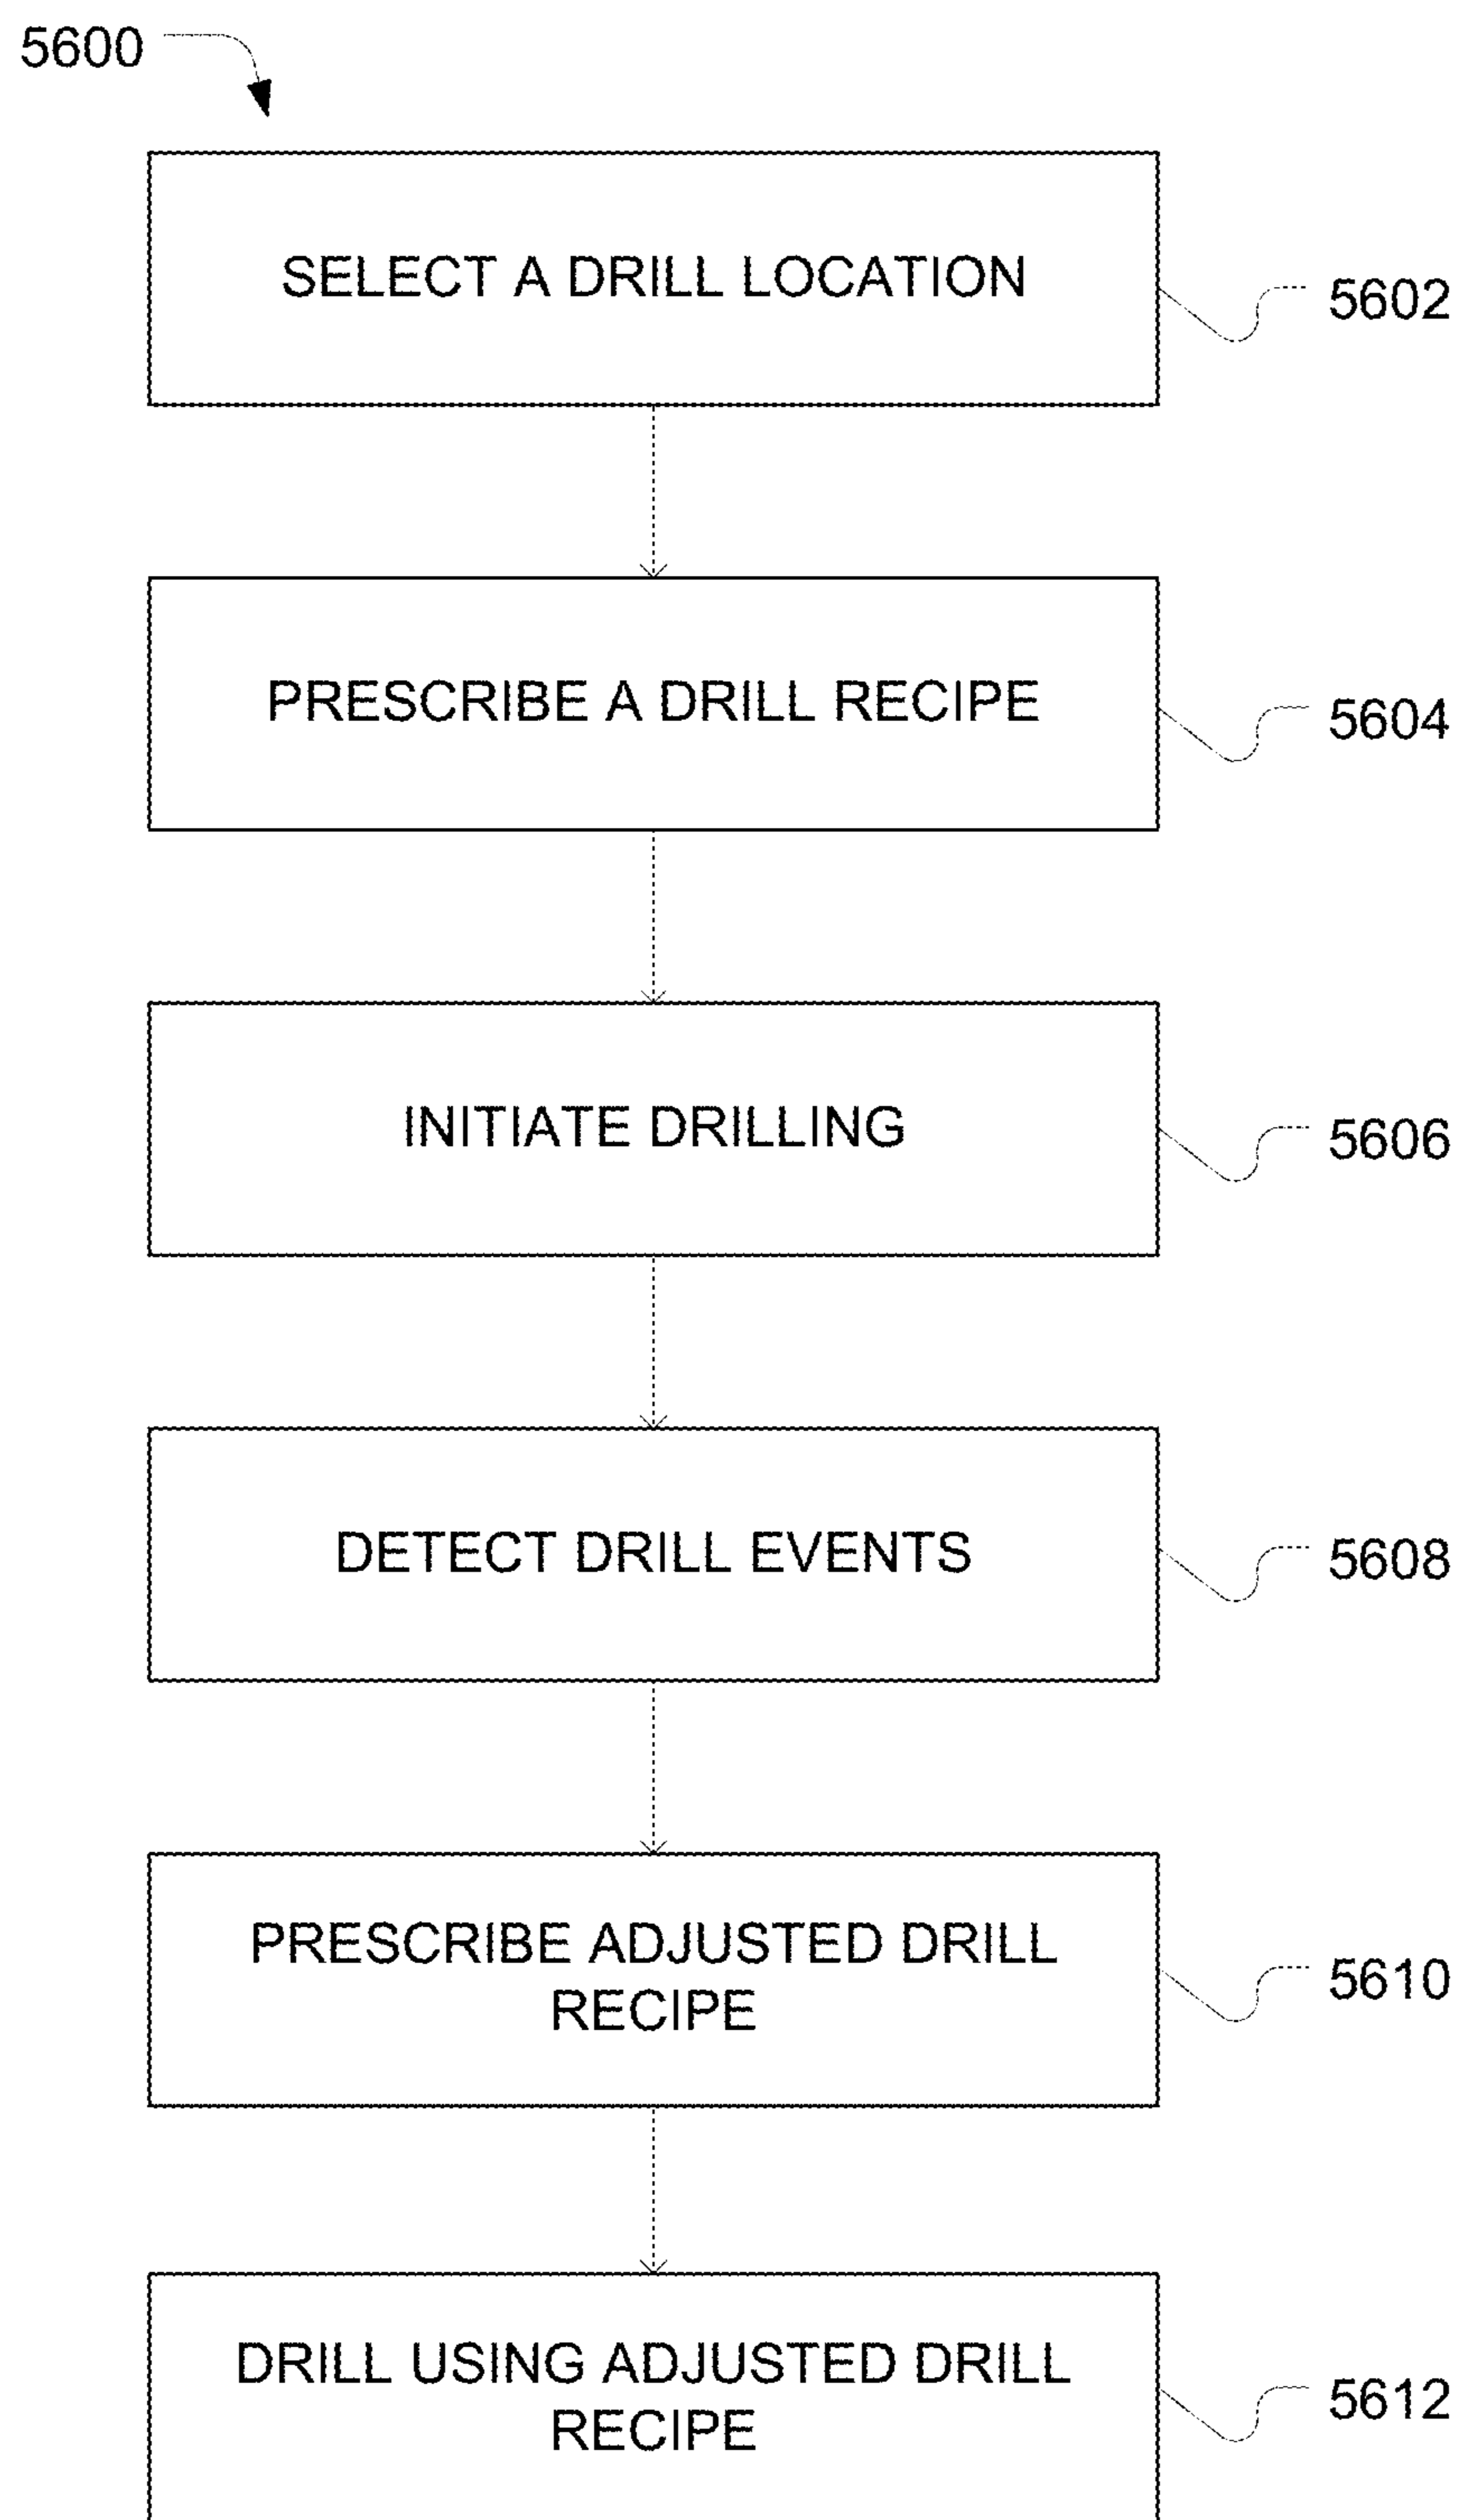 5600
SELECT A DRILL LOCATION
5602
PRESCRIBE A DRILL RECIPE
5604
INITIATE DRILLING
5606
DETECT DRILL EVENTS
5608
PRESCRIBE ADJUSTED DRILL
RECIPE
5610
DRILL USING ADJUSTED DRILL
RECIPE
5612